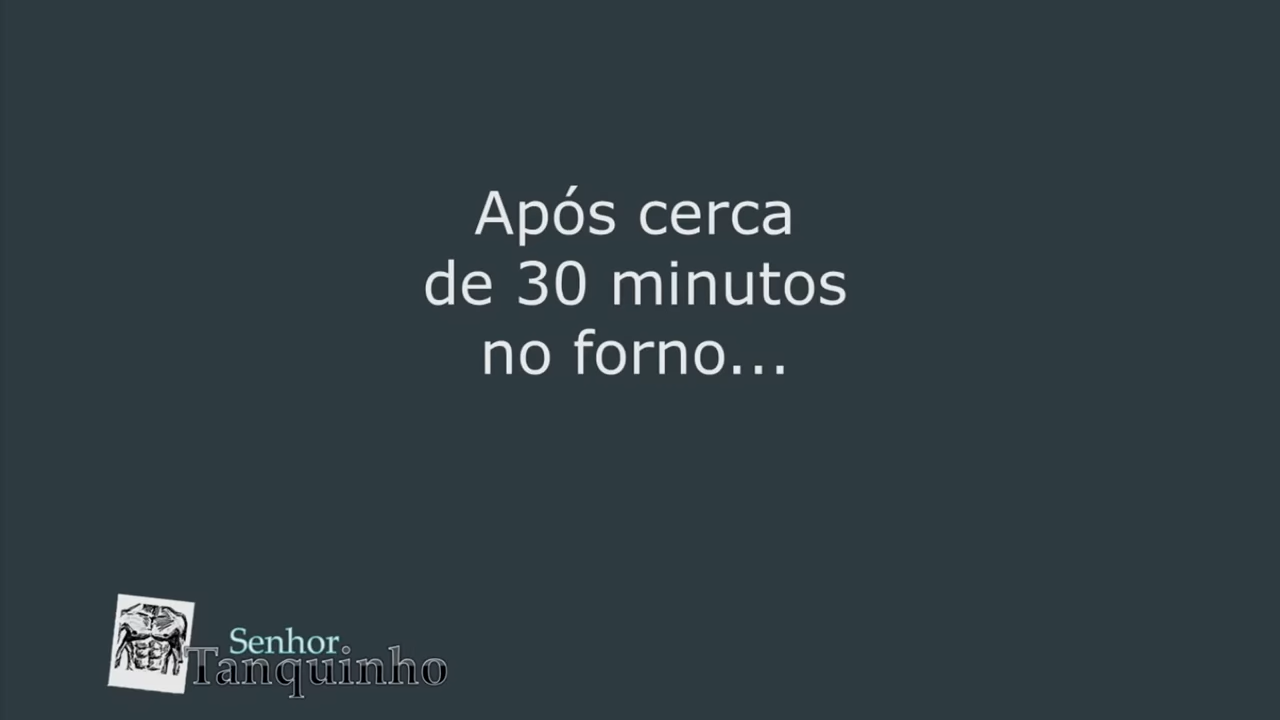 Após cerca
de 30 minutos
no forno...
Senhor
Tanquinho